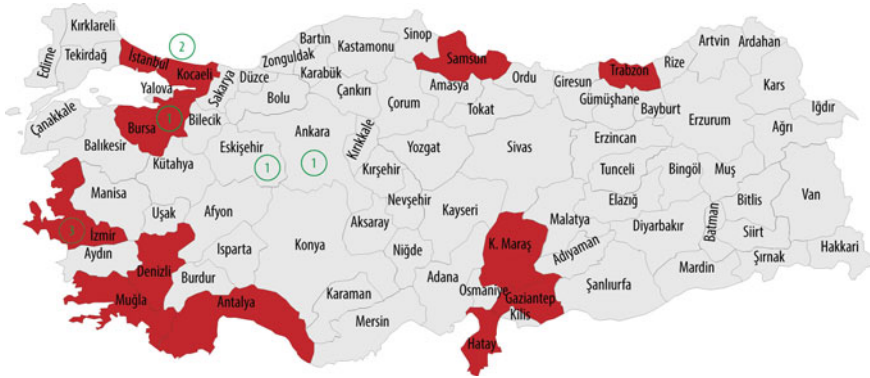 Kırklareli
Edirne
Tekirdağ
İstanbul
2
Kocaeli
Yalova
Sakarya
Düzce
Zonguldak
Bartın
Karabük
Kastamonu
Sinop
Samsun
Ordu
Giresun
Trabzon
Rize
Artvin
Ardahan
Kars
Iğdır
Çanakkale
Balıkesir
Bursa
1
Bilecik
Bolu
Çankırı
Çorum
Amasya
Tokat
Gümüşhane
Bayburt
Erzurum
Ağrı
Kütahya
Eskişehir
1
Ankara
1
Kırıkkale
Kırşehir
Yozgat
Sivas
Erzincan
Tunceli
Bingöl
Muş
Manisa
İzmir
Uşak
Afyon
Konya
Aksaray
Nevşehir
Kayseri
Malatya
Elazığ
Diyarbakır
Batman
Bitlis
Van
Siirt
Şırnak
Hakkari
Aydın
Denizli
Isparta
Burdur
Muğla
Antalya
Karaman
Mersin
Niğde
Adana
K. Maraş
Osmaniye
Gaziantep
Kilis
Hatay
Adıyaman
Şanlıurfa
Mardin